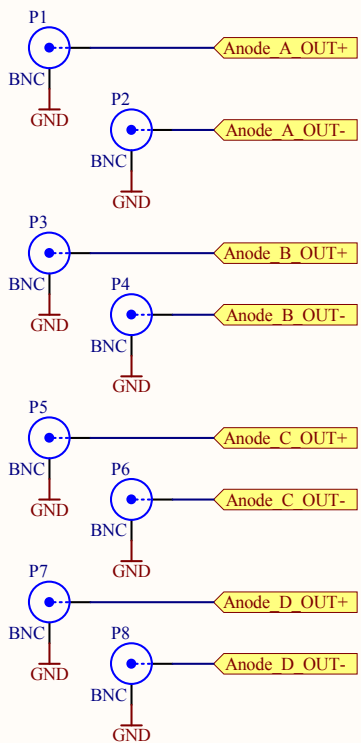 P1
Anode_A_OUT+
BNC
GND
P2
Anode_A_OUT-
BNC
GND
P3
Anode_B_OUT+
BNC
GND
P4
Anode_B_OUT-
BNC
GND
P5
Anode_C_OUT+
BNC
GND
P6
Anode_C_OUT-
BNC
GND
P7
Anode_D_OUT+
BNC
GND
P8
Anode_D_OUT-
BNC
GND